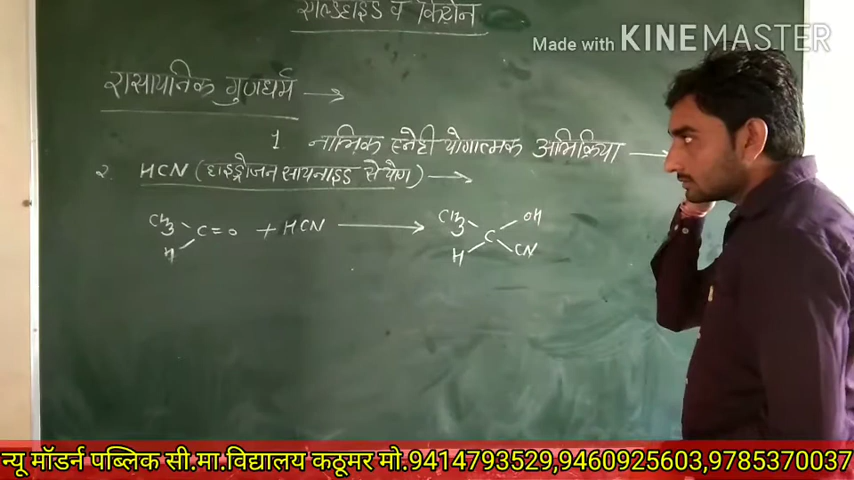 एल्डिहाइड व किटोन
Made with KINEMASTER
रासायनिक गुणधर्म →
1. नाभिक स्नेही योगात्मक अभिक्रिया →
2. HCN (हाइड्रोजन सायनाइड से योग) →
CH3 OH
CH3 C = O + HCN → C
H H CN
न्यू मॉडर्न पब्लिक सी.मा.विद्यालय कठूमर मो.9414793529,9460925603,9785370037